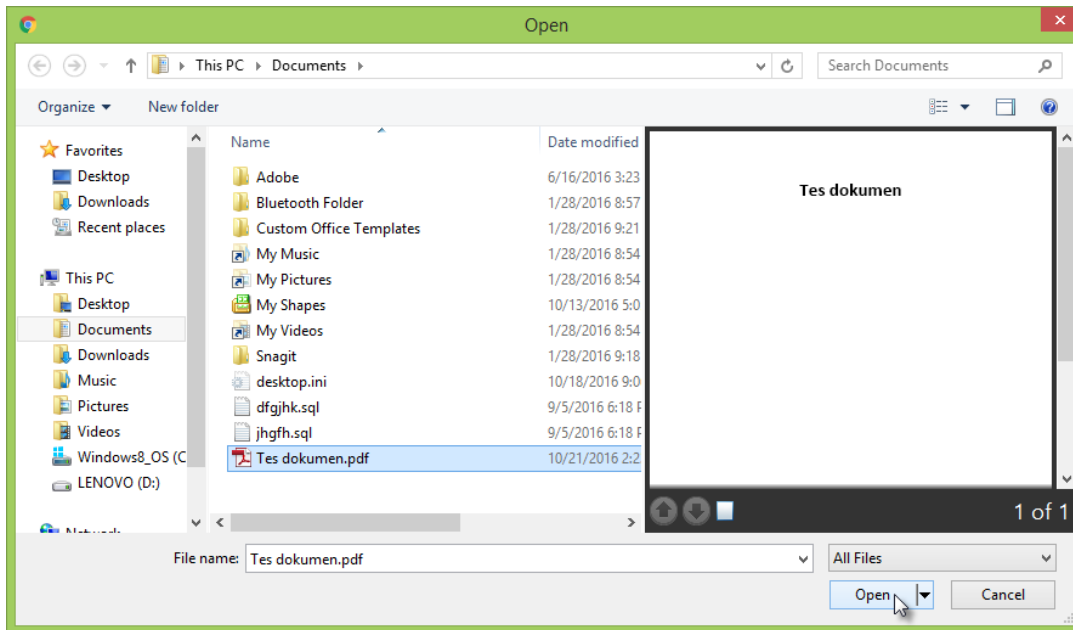 Open
This PC Documents
Search Documents
Organize New folder
Favorites
Desktop
Downloads
Recent places
This PC
Desktop
Documents
Downloads
Music
Pictures
Videos
Windows8_OS (C
LENOVO (D:)
Name Date modified
Adobe 6/16/2016 3:23
Bluetooth Folder 1/28/2016 8:57
Custom Office Templates 1/28/2016 9:21
My Music 1/28/2016 8:54
My Pictures 1/28/2016 8:54
My Shapes 10/13/2016 5:0
My Videos 1/28/2016 8:54
Snagit 1/28/2016 9:18
desktop.ini 10/18/2016 9:0
dfgjhk.sql 9/5/2016 6:18 P
jhgfh.sql 9/5/2016 6:18 P
Tes dokumen.pdf 10/21/2016 2:2
Tes dokumen
1 of 1
File name: Tes dokumen.pdf All Files
Open Cancel